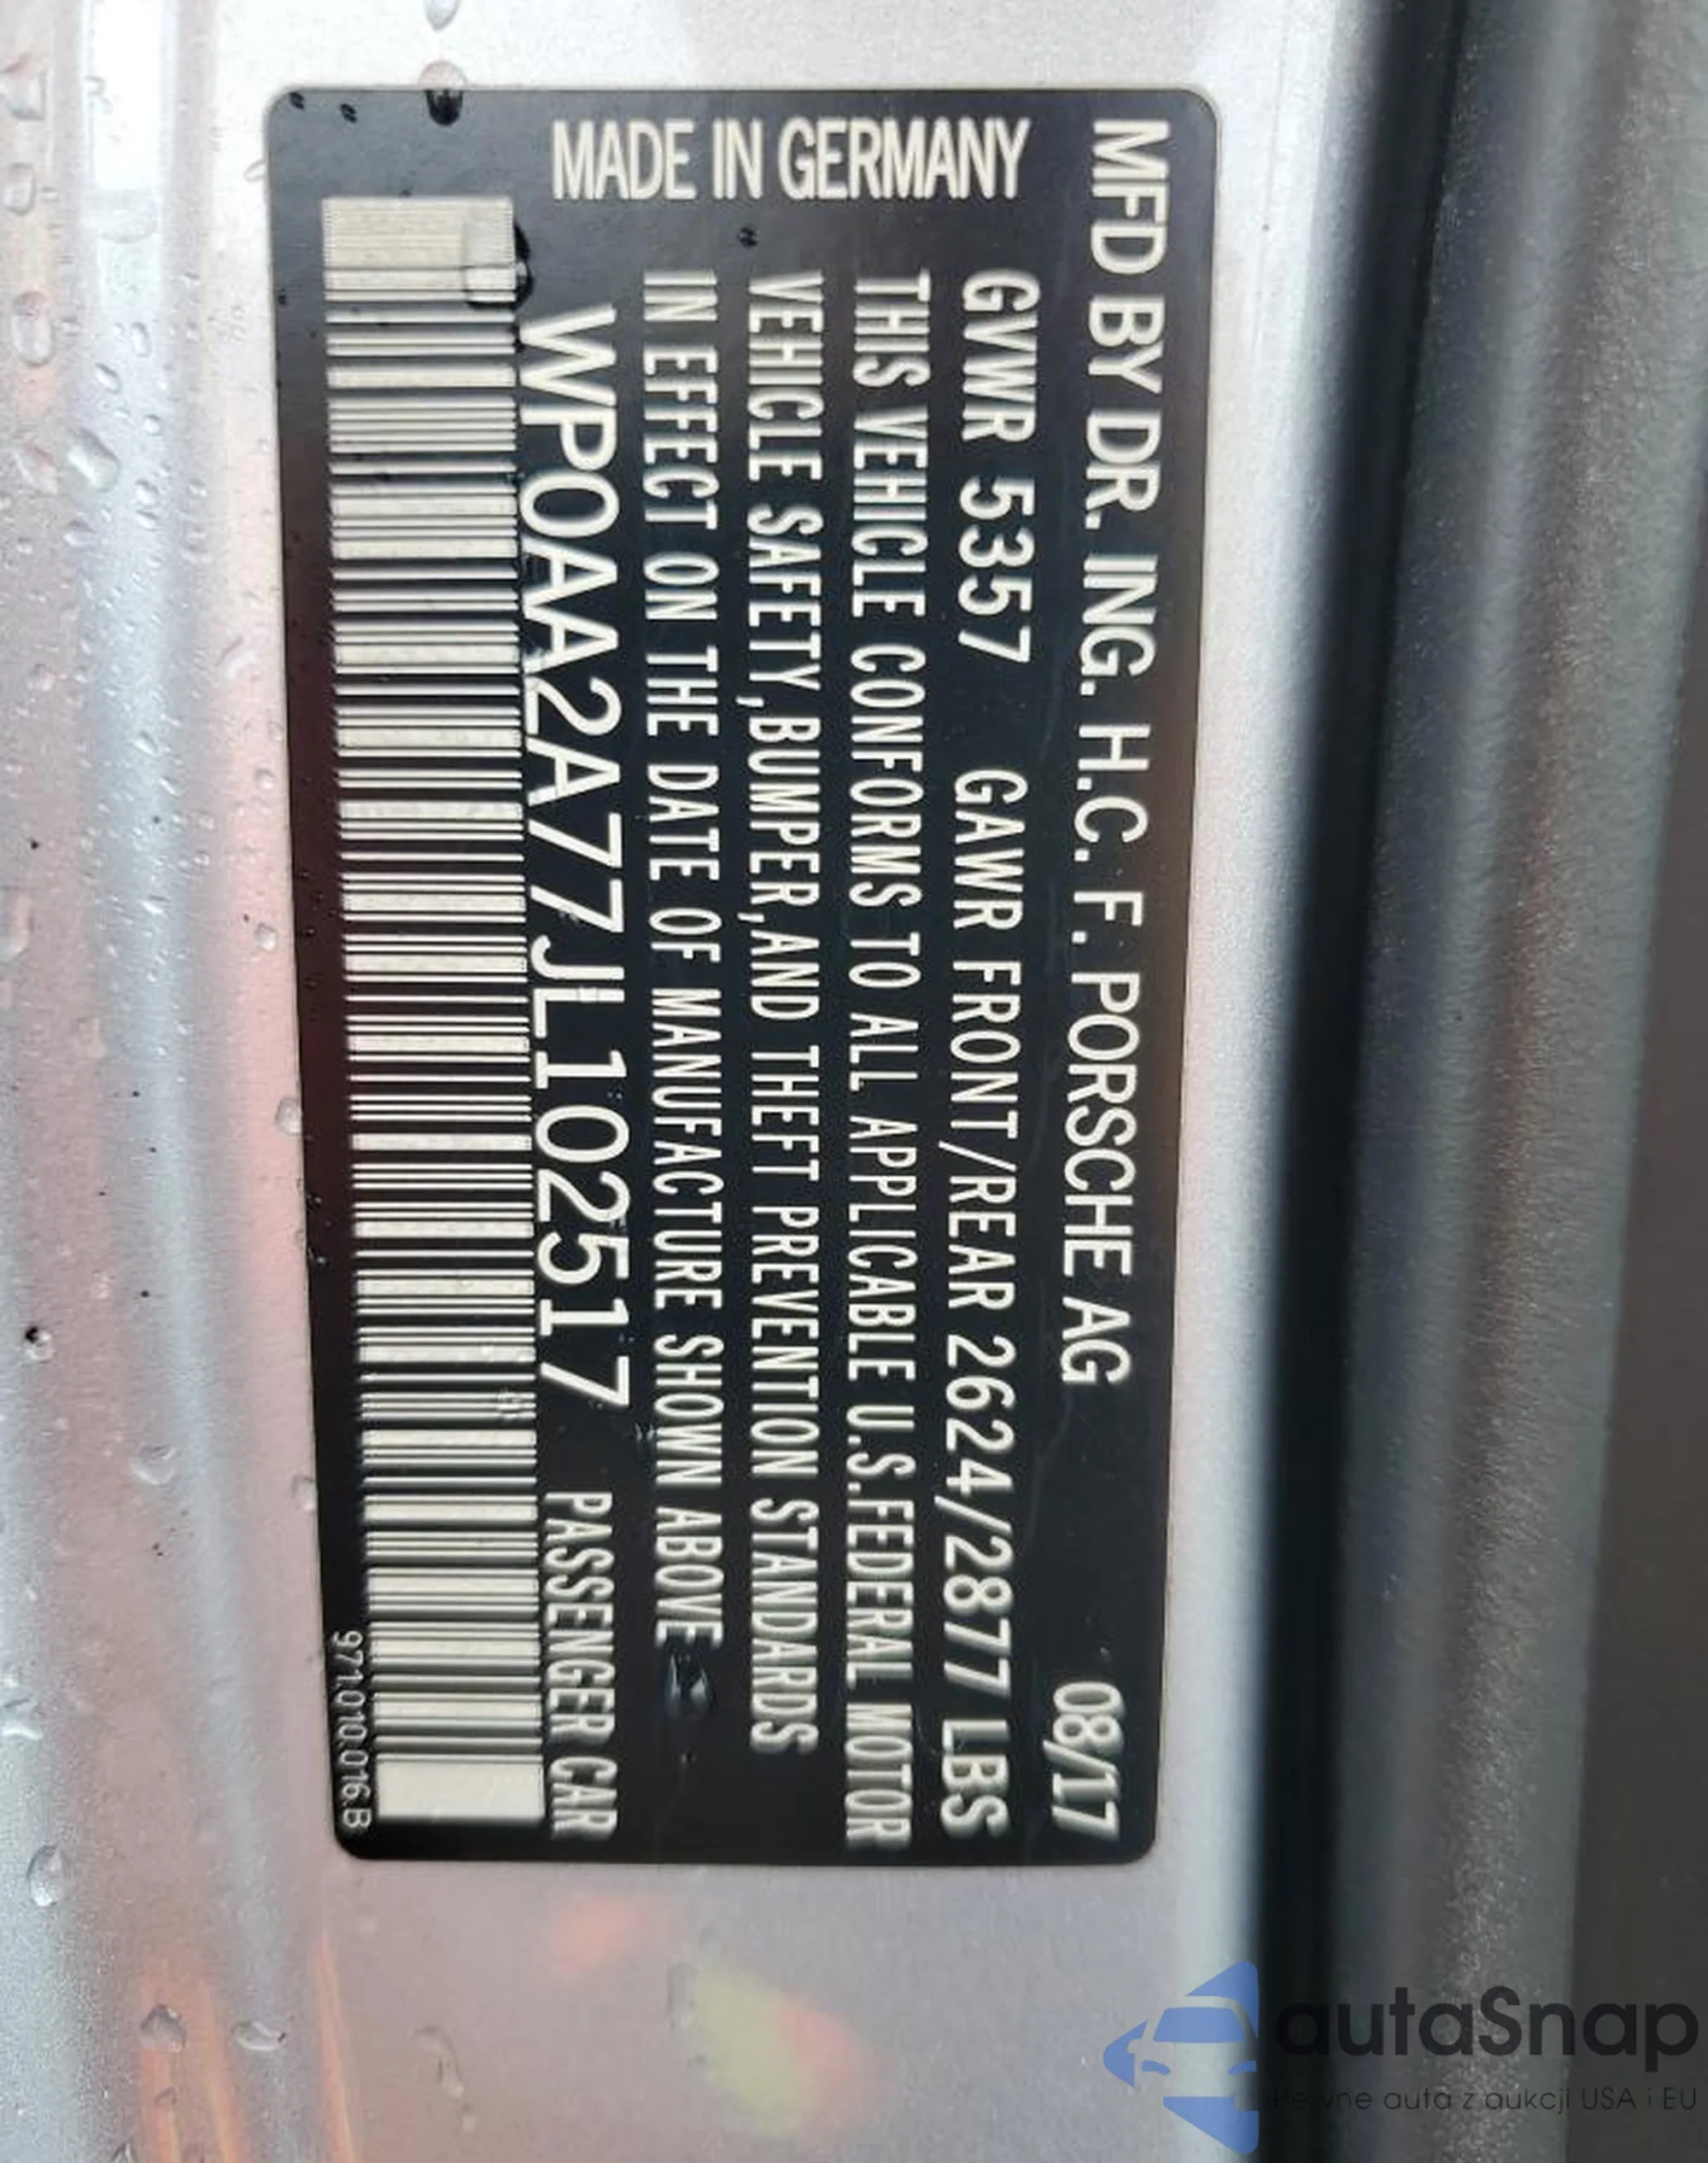 MFD BY DR. ING. H.C. F. PORSCHE AG 08/17
GVWR 5357 GAWR FRONT/REAR 2624/2877 LBS
THIS VEHICLE CONFORMS TO ALL APPLICABLE U.S.FEDERAL MOTOR
VEHICLE SAFETY,BUMPER,AND THEFT PREVENTION STANDARDS
IN EFFECT ON THE DATE OF MANUFACTURE SHOWN ABOVE
WP0AA2A77JL102517 PASSENGER CAR
971.010.016.B
MADE IN GERMANY
autaSnap
Pewne auta z aukcji USA i EU